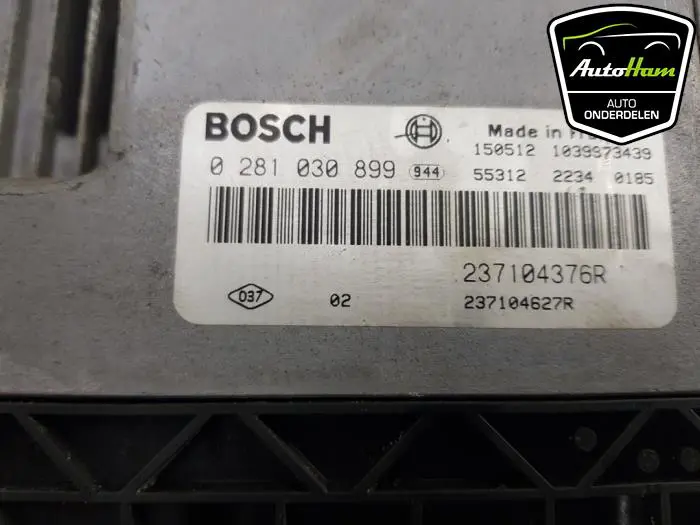 AutoHam
AUTO
ONDERDELEN
BOSCH
Made in
150512 1039973439
0 281 030 899 944 55312 2234 0185
237104376R
037 02 237104627R